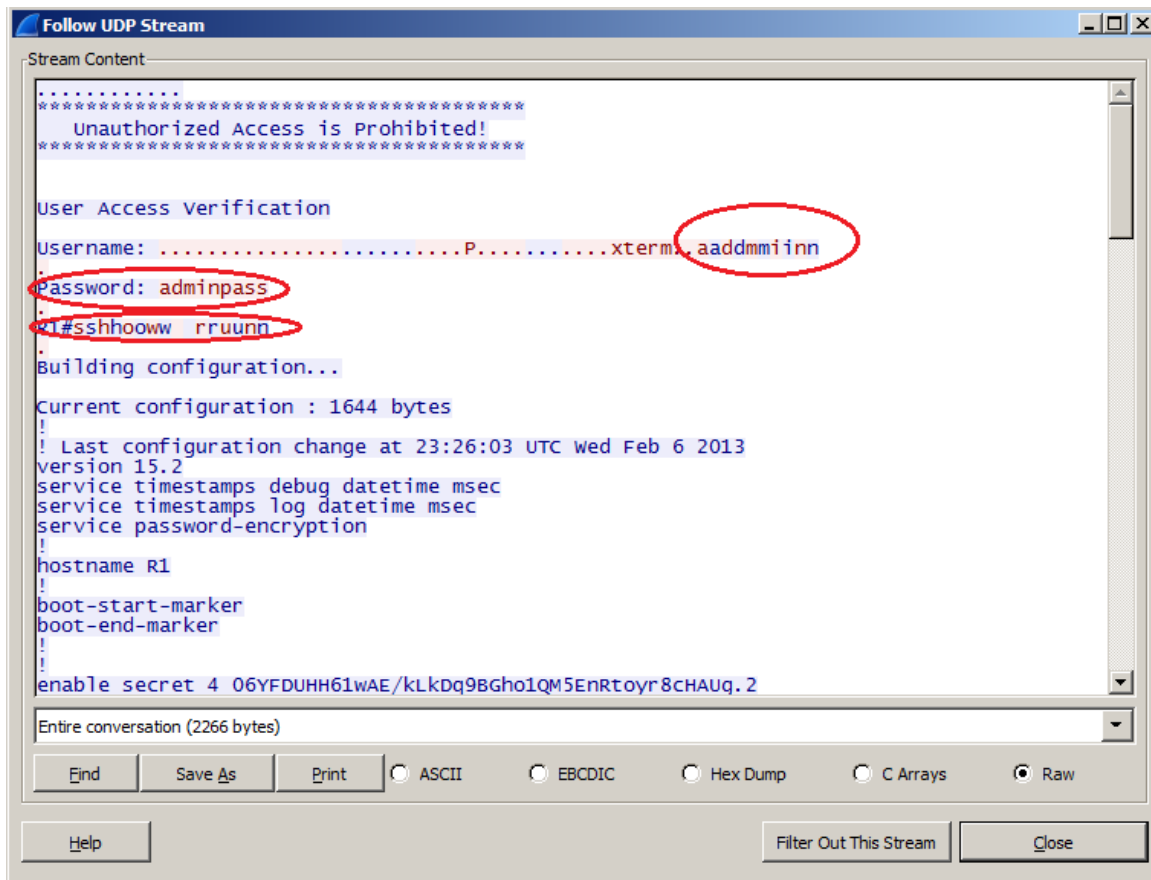 Follow UDP Stream
Stream Content
............
****************************************
Unauthorized Access is Prohibited!
****************************************
User Access Verification
Username: .........................P...........xterm..aaddmmiinn
.
Password: adminpass
.
R1#sshhooww  rruunn
.
Building configuration...
Current configuration : 1644 bytes
!
! Last configuration change at 23:26:03 UTC Wed Feb 6 2013
version 15.2
service timestamps debug datetime msec
service timestamps log datetime msec
service password-encryption
!
hostname R1
!
boot-start-marker
boot-end-marker
!
!
enable secret 4 06YFDUHH61wAE/kLkDq9BGho1QM5EnRtoyr8cHAUg.2
Entire conversation (2266 bytes)
Find Save As Print ASCII EBCDIC Hex Dump C Arrays Raw
Help Filter Out This Stream Close